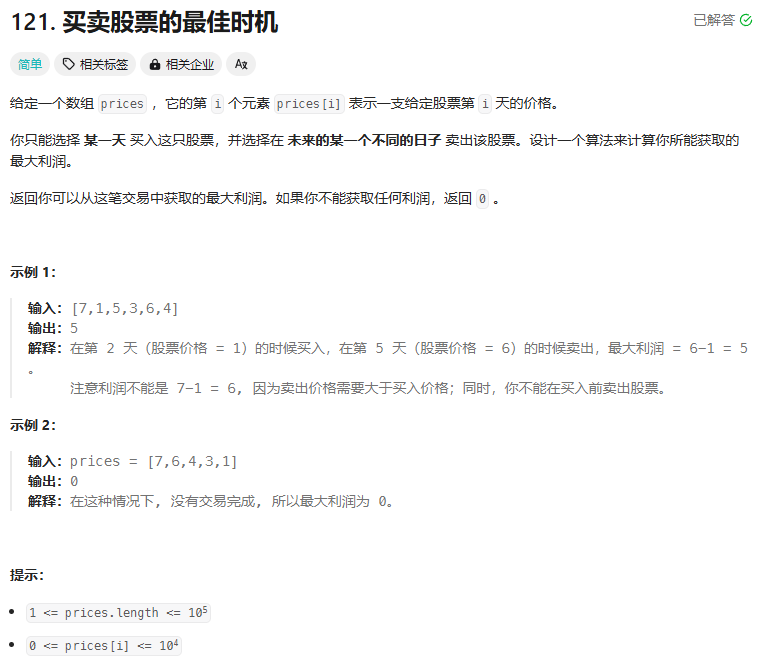 121. 买卖股票的最佳时机
已解答
简单 相关标签 相关企业 Aⅹ
给定一个数组 prices ，它的第 i 个元素 prices[i] 表示一支给定股票第 i 天的价格。
你只能选择 某一天 买入这只股票，并选择在 未来的某一个不同的日子 卖出该股票。设计一个算法来计算你所能获取的
最大利润。
返回你可以从这笔交易中获取的最大利润。如果你不能获取任何利润，返回 0 。
示例 1：
输入：[7,1,5,3,6,4]
输出：5
解释：在第 2 天（股票价格 = 1）的时候买入，在第 5 天（股票价格 = 6）的时候卖出，最大利润 = 6-1 = 5
。
注意利润不能是 7-1 = 6, 因为卖出价格需要大于买入价格；同时，你不能在买入前卖出股票。
示例 2：
输入：prices = [7,6,4,3,1]
输出：0
解释：在这种情况下, 没有交易完成, 所以最大利润为 0。
提示：
1 <= prices.length <= 10⁵
0 <= prices[i] <= 10⁴